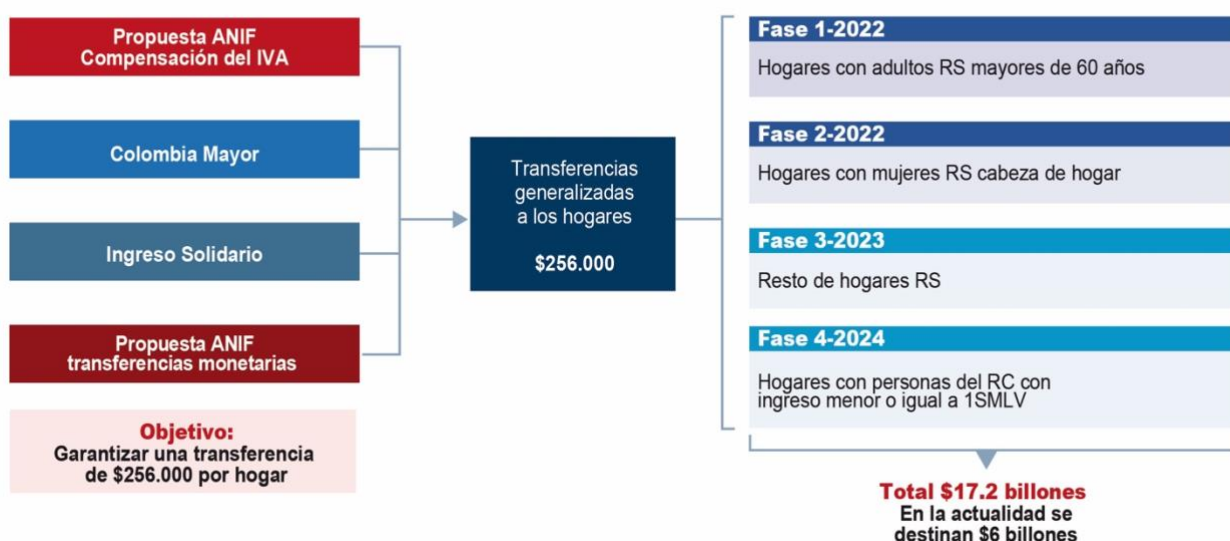 Propuesta ANIF
Compensación del IVA
Colombia Mayor
Ingreso Solidario
Propuesta ANIF
transferencias monetarias
Objetivo:
Garantizar una transferencia
de $256.000 por hogar
Transferencias
generalizadas
a los hogares
$256.000
Fase 1-2022
Hogares con adultos RS mayores de 60 años
Fase 2-2022
Hogares con mujeres RS cabeza de hogar
Fase 3-2023
Resto de hogares RS
Fase 4-2024
Hogares con personas del RC con
ingreso menor o igual a 1SMLV
Total $17.2 billones
En la actualidad se
destinan $6 billones